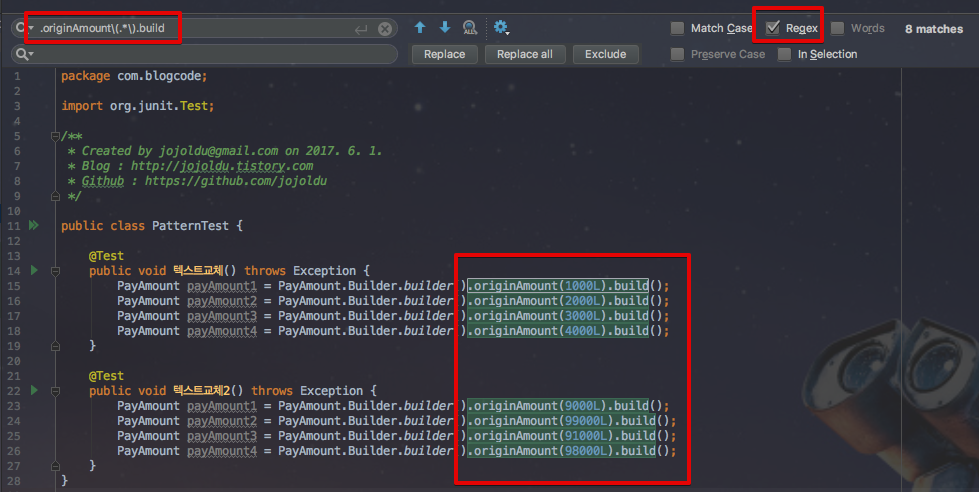 .originAmount\(.*\).build
Match Case Regex Words 8 matches
Replace Replace all Exclude Preserve Case In Selection
1 package com.blogcode;
2
3 import org.junit.Test;
4
5 /**
6 * Created by jojoldu@gmail.com on 2017. 6. 1.
7 * Blog : http://jojoldu.tistory.com
8 * Github : https://github.com/jojoldu
9 */
10
11 public class PatternTest {
12
13 @Test
14 public void 텍스트교체() throws Exception {
15 PayAmount payAmount1 = PayAmount.Builder.builder().originAmount(1000L).build();
16 PayAmount payAmount2 = PayAmount.Builder.builder().originAmount(2000L).build();
17 PayAmount payAmount3 = PayAmount.Builder.builder().originAmount(3000L).build();
18 PayAmount payAmount4 = PayAmount.Builder.builder().originAmount(4000L).build();
19 }
20
21 @Test
22 public void 텍스트교체2() throws Exception {
23 PayAmount payAmount1 = PayAmount.Builder.builder().originAmount(9000L).build();
24 PayAmount payAmount2 = PayAmount.Builder.builder().originAmount(99000L).build();
25 PayAmount payAmount3 = PayAmount.Builder.builder().originAmount(91000L).build();
26 PayAmount payAmount4 = PayAmount.Builder.builder().originAmount(98000L).build();
27 }
28 }